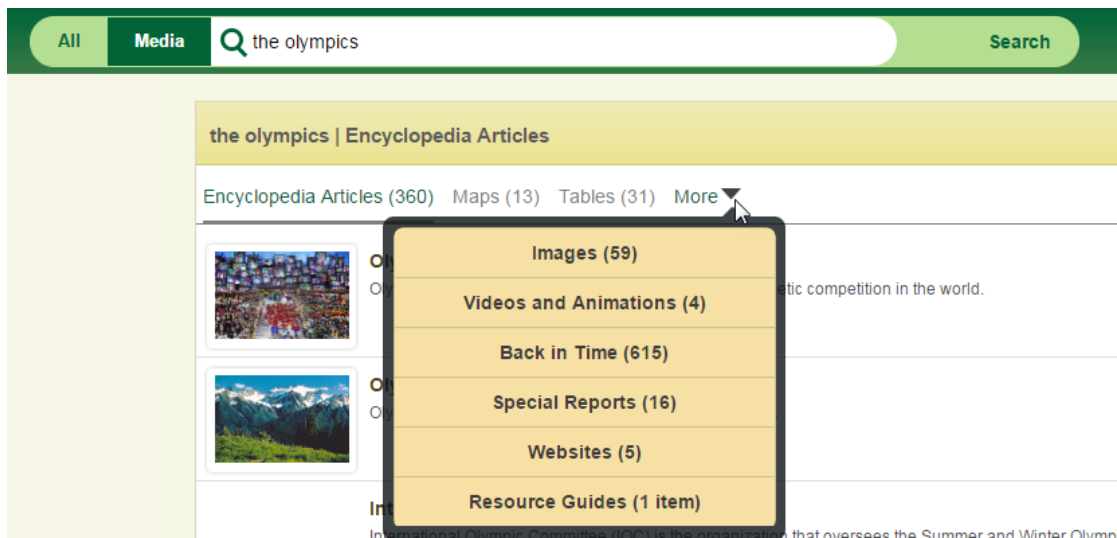 All Media the olympics Search
the olympics | Encyclopedia Articles
Encyclopedia Articles (360) Maps (13) Tables (31) More
Images (59)
etic competition in the world.
Videos and Animations (4)
Back in Time (615)
Special Reports (16)
Websites (5)
Resource Guides (1 item)
International Olympic Committee (IOC) is the organization that oversees the Summer and Winter Olymp